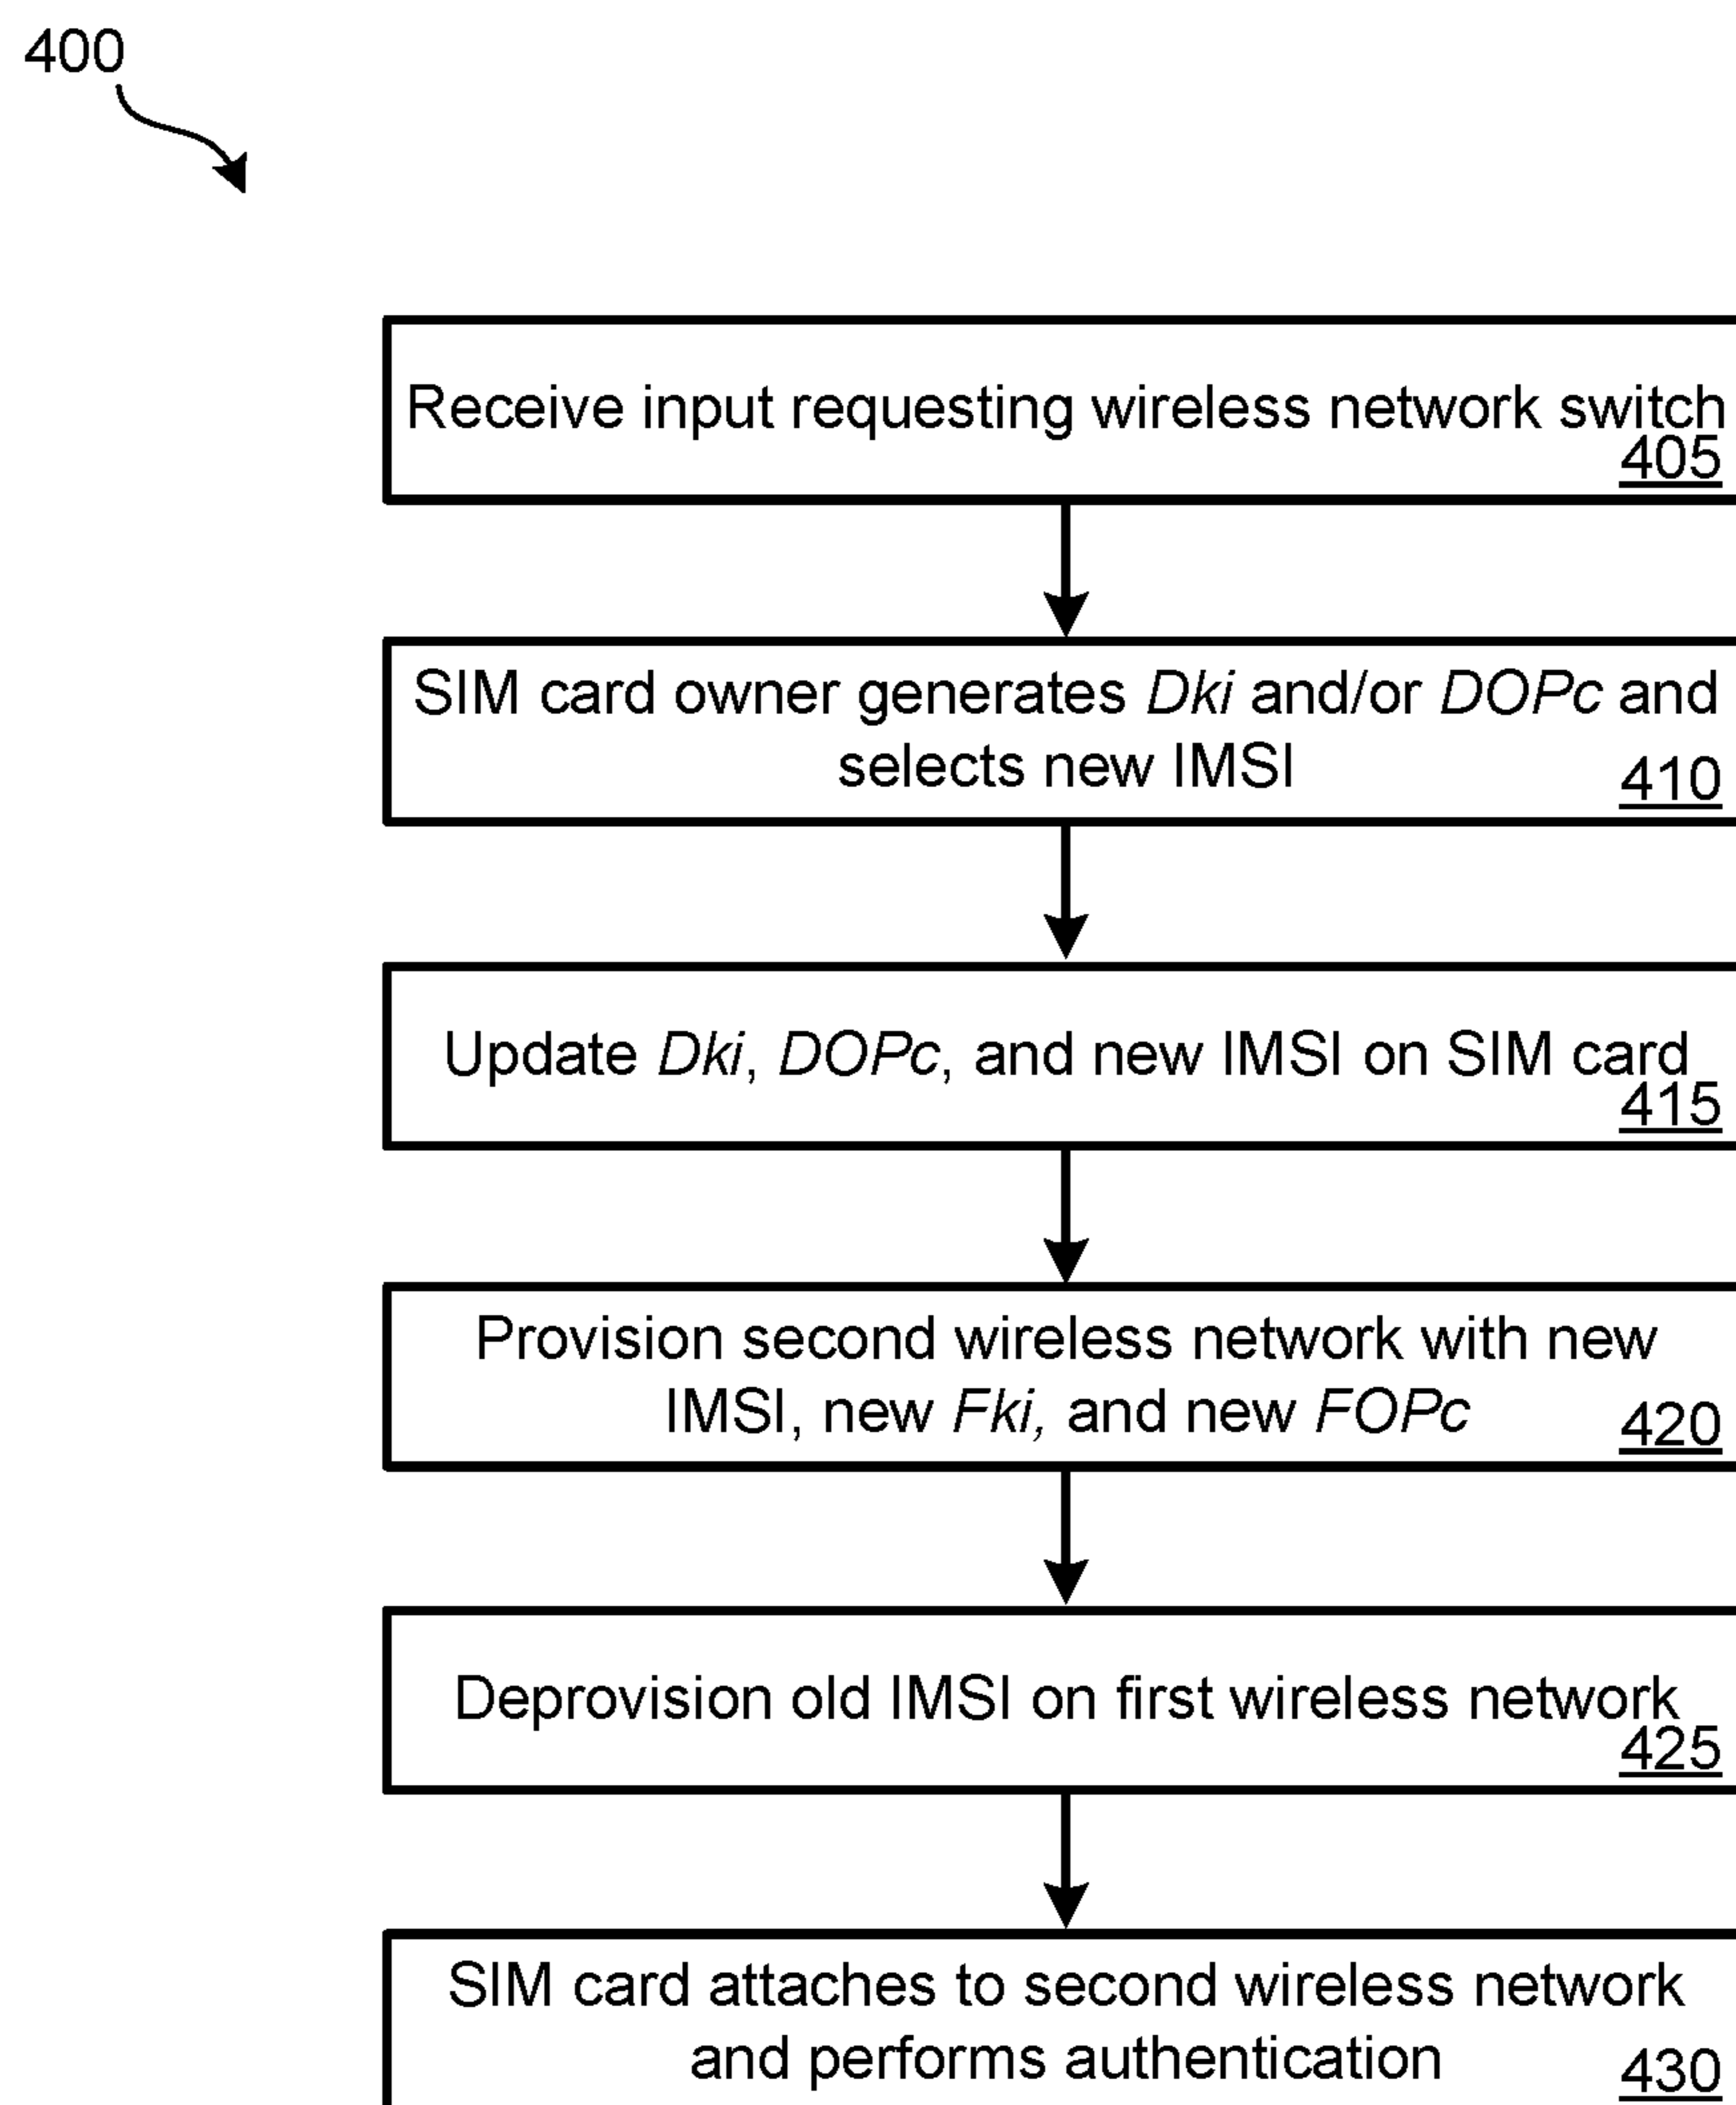 400
Receive input requesting wireless network switch
405
SIM card owner generates Dki and/or DOPc and
selects new IMSI
410
Update Dki, DOPc, and new IMSI on SIM card
415
Provision second wireless network with new
IMSI, new Fki, and new FOPc
420
Deprovision old IMSI on first wireless network
425
SIM card attaches to second wireless network
and performs authentication
430